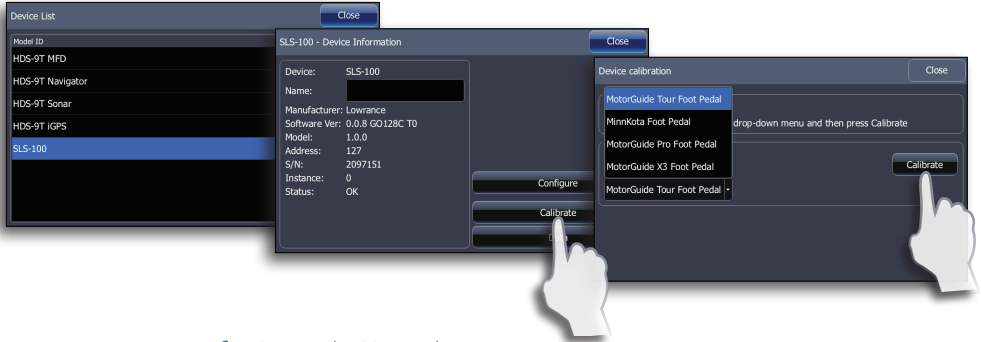 Device List
Close
Model ID
HDS-9T MFD
HDS-9T Navigator
HDS-9T Sonar
HDS-9T iGPS
SLS-100
SLS-100 - Device Information
Close
Device: SLS-100
Name:
Manufacturer: Lowrance
Software Ver: 0.0.8 GO128C T0
Model: 1.0.0
Address: 127
S/N: 2097151
Instance: 0
Status: OK
Configure
Calibrate
Device calibration
Close
MotorGuide Tour Foot Pedal
MinnKota Foot Pedal
drop-down menu and then press Calibrate
MotorGuide Pro Foot Pedal
MotorGuide X3 Foot Pedal
Calibrate
MotorGuide Tour Foot Pedal